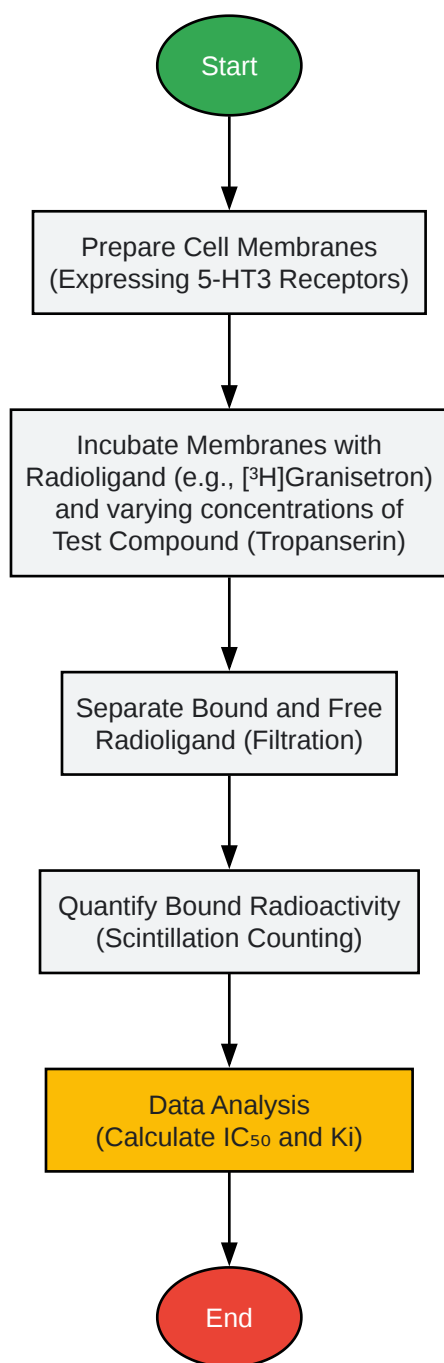 Start
Prepare Cell Membranes
(Expressing 5-HT3 Receptors)
Incubate Membranes with
Radioligand (e.g., [³H]Granisetron)
and varying concentrations of
Test Compound (Tropanserin)
Separate Bound and Free
Radioligand (Filtration)
Quantify Bound Radioactivity
(Scintillation Counting)
Data Analysis
(Calculate IC₅₀ and Ki)
End